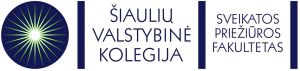 ŠIAULIŲ
VALSTYBINĖ
KOLEGIJA
SVEIKATOS
PRIEŽIŪROS
FAKULTETAS